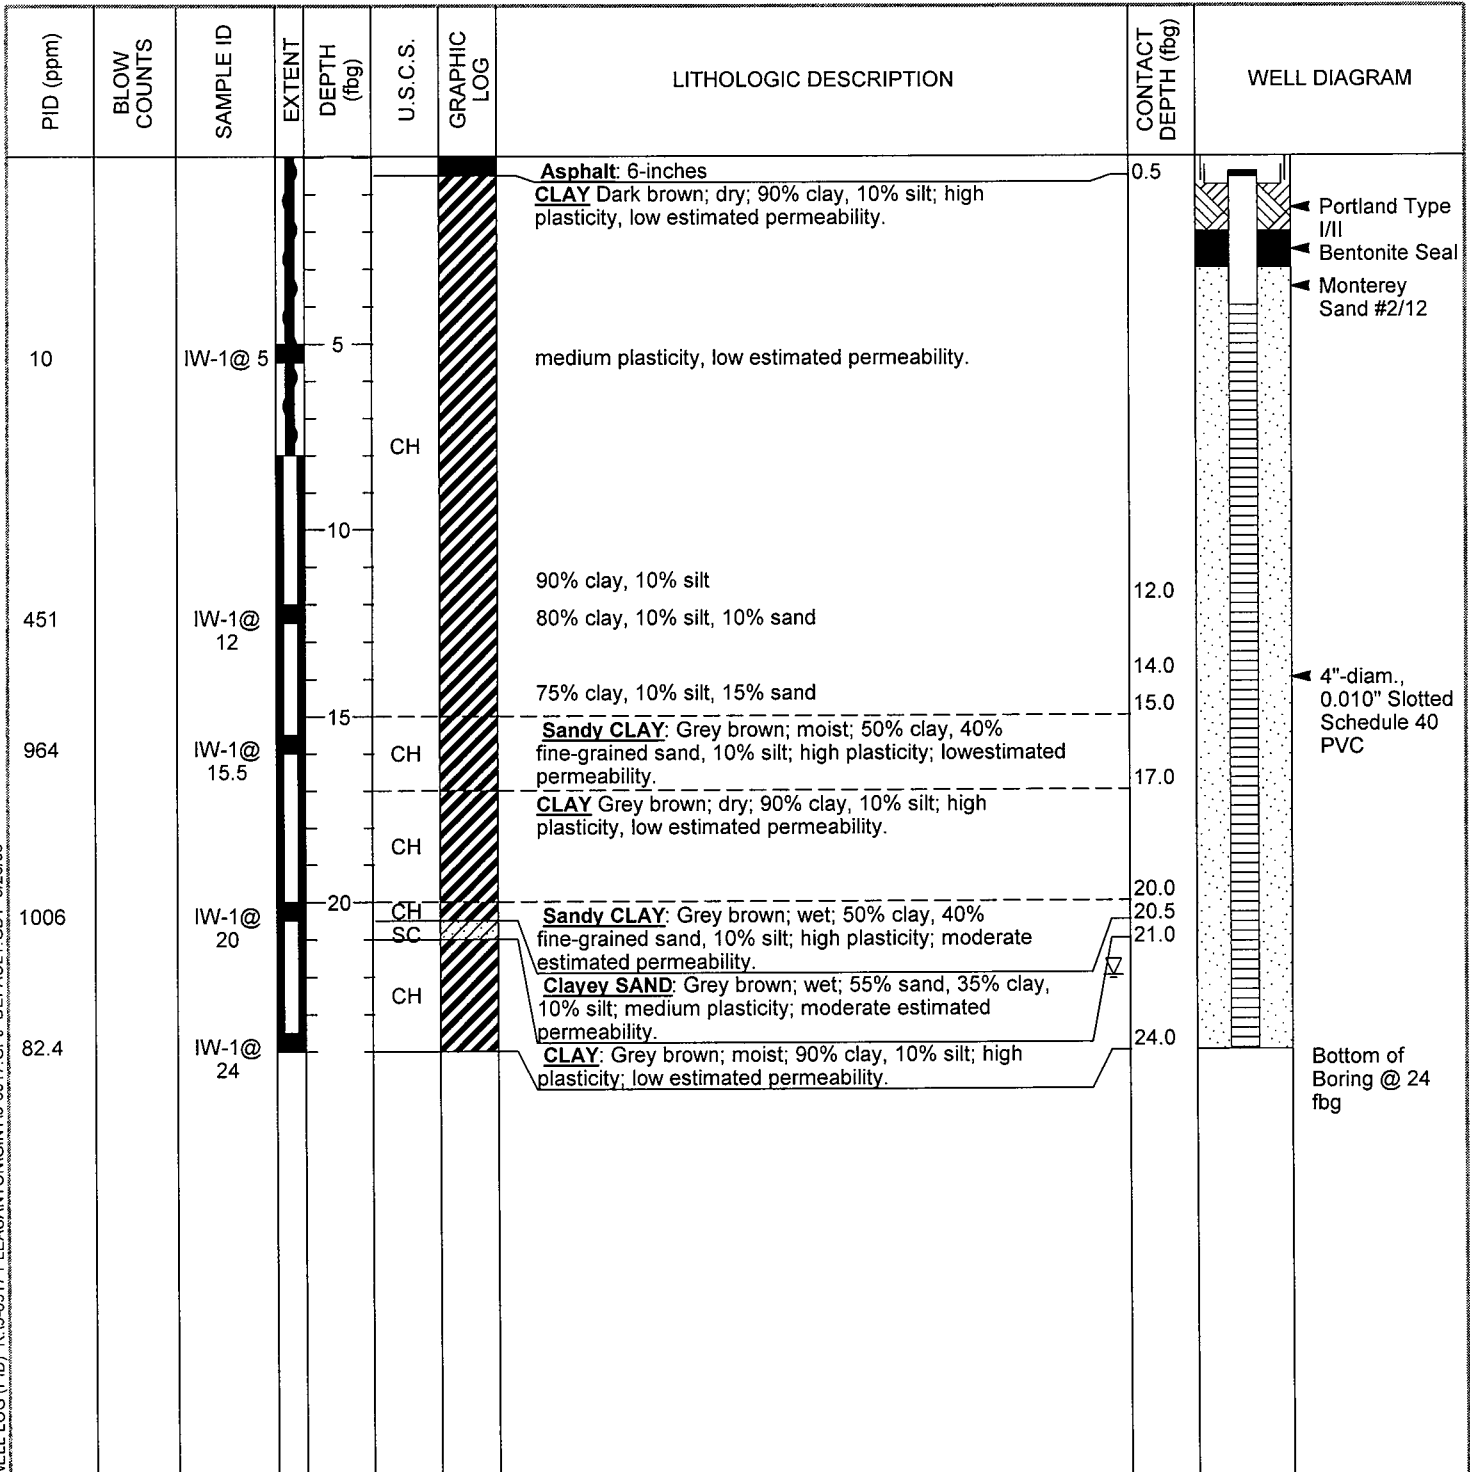 PID (ppm)
BLOW
COUNTS
SAMPLE ID
EXTENT
DEPTH
(fbg)
U.S.C.S.
GRAPHIC
LOG
LITHOLOGIC DESCRIPTION
CONTACT
DEPTH (fbg)
WELL DIAGRAM
Asphalt: 6-inches
0.5
CLAY Dark brown; dry; 90% clay, 10% silt; high
plasticity, low estimated permeability.
Portland Type
I/II
Bentonite Seal
Monterey
Sand #2/12
10
IW-1@ 5
5
medium plasticity, low estimated permeability.
CH
10
90% clay, 10% silt
12.0
451
IW-1@
12
80% clay, 10% silt, 10% sand
14.0
75% clay, 10% silt, 15% sand
15.0
4"-diam.,
0.010" Slotted
Schedule 40
PVC
15
964
IW-1@
15.5
CH
Sandy CLAY: Grey brown; moist; 50% clay, 40%
fine-grained sand, 10% silt; high plasticity; lowestimated
permeability.
17.0
CLAY Grey brown; dry; 90% clay, 10% silt; high
plasticity, low estimated permeability.
CH
20.0
20
1006
IW-1@
20
CH
SC
Sandy CLAY: Grey brown; wet; 50% clay, 40%
fine-grained sand, 10% silt; high plasticity; moderate
estimated permeability.
20.5
21.0
CH
Clayey SAND: Grey brown; wet; 55% sand, 35% clay,
10% silt; medium plasticity; moderate estimated
permeability.
24.0
82.4
IW-1@
24
CLAY: Grey brown; moist; 90% clay, 10% silt; high
plasticity; low estimated permeability.
Bottom of
Boring @ 24
fbg